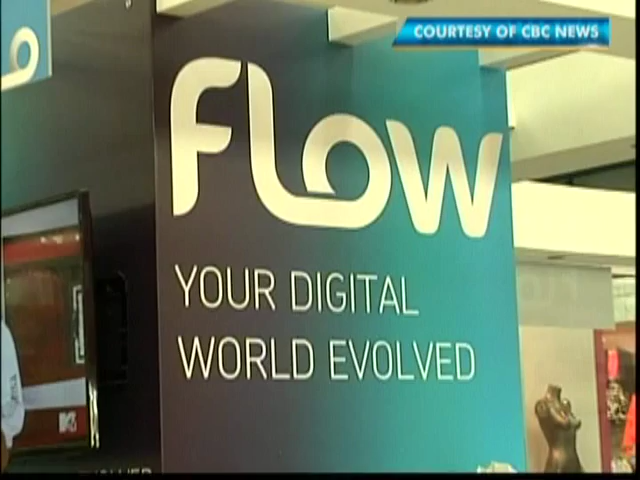 COURTESY OF CBC NEWS
FLOW
YOUR DIGITAL
WORLD EVOLVED